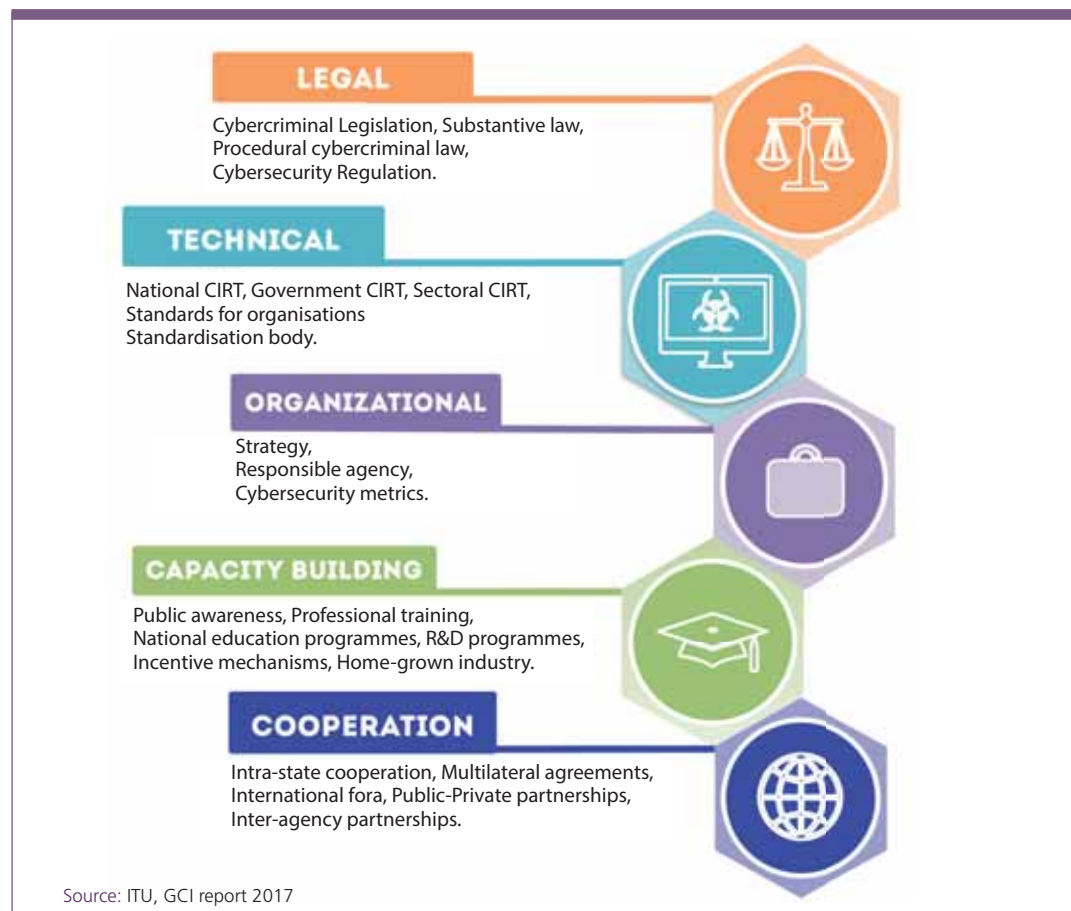 LEGAL
Cybercriminal Legislation, Substantive law,
Procedural cybercriminal law,
Cybersecurity Regulation.
TECHNICAL
National CIRT, Government CIRT, Sectoral CIRT,
Standards for organisations
Standardisation body.
ORGANIZATIONAL
Strategy,
Responsible agency,
Cybersecurity metrics.
CAPACITY BUILDING
Public awareness, Professional training,
National education programmes, R&D programmes,
Incentive mechanisms, Home-grown industry.
COOPERATION
Intra-state cooperation, Multilateral agreements,
International fora, Public-Private partnerships,
Inter-agency partnerships.
Source: ITU, GCI report 2017